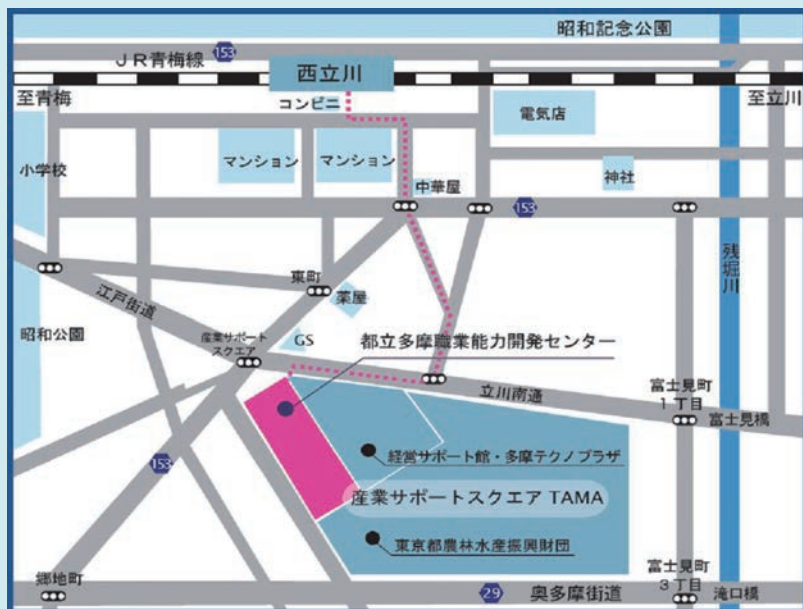 昭和記念公園
153
JR青梅線
西立川
至青梅
至立川
コンビニ
電気店
小学校
マンション
マンション
中華屋
神社
153
残堀川
東町
薬屋
江戸街道
昭和公園
産業サポート
スクエア
GS
都立多摩職業能力開発センター
立川南通
富士見町
1丁目
富士見橋
153
経営サポート館・多摩テクノプラザ
産業サポートスクエア TAMA
東京都農林水産振興財団
郷地町
29
奥多摩街道
富士見町
3丁目
滝口橋